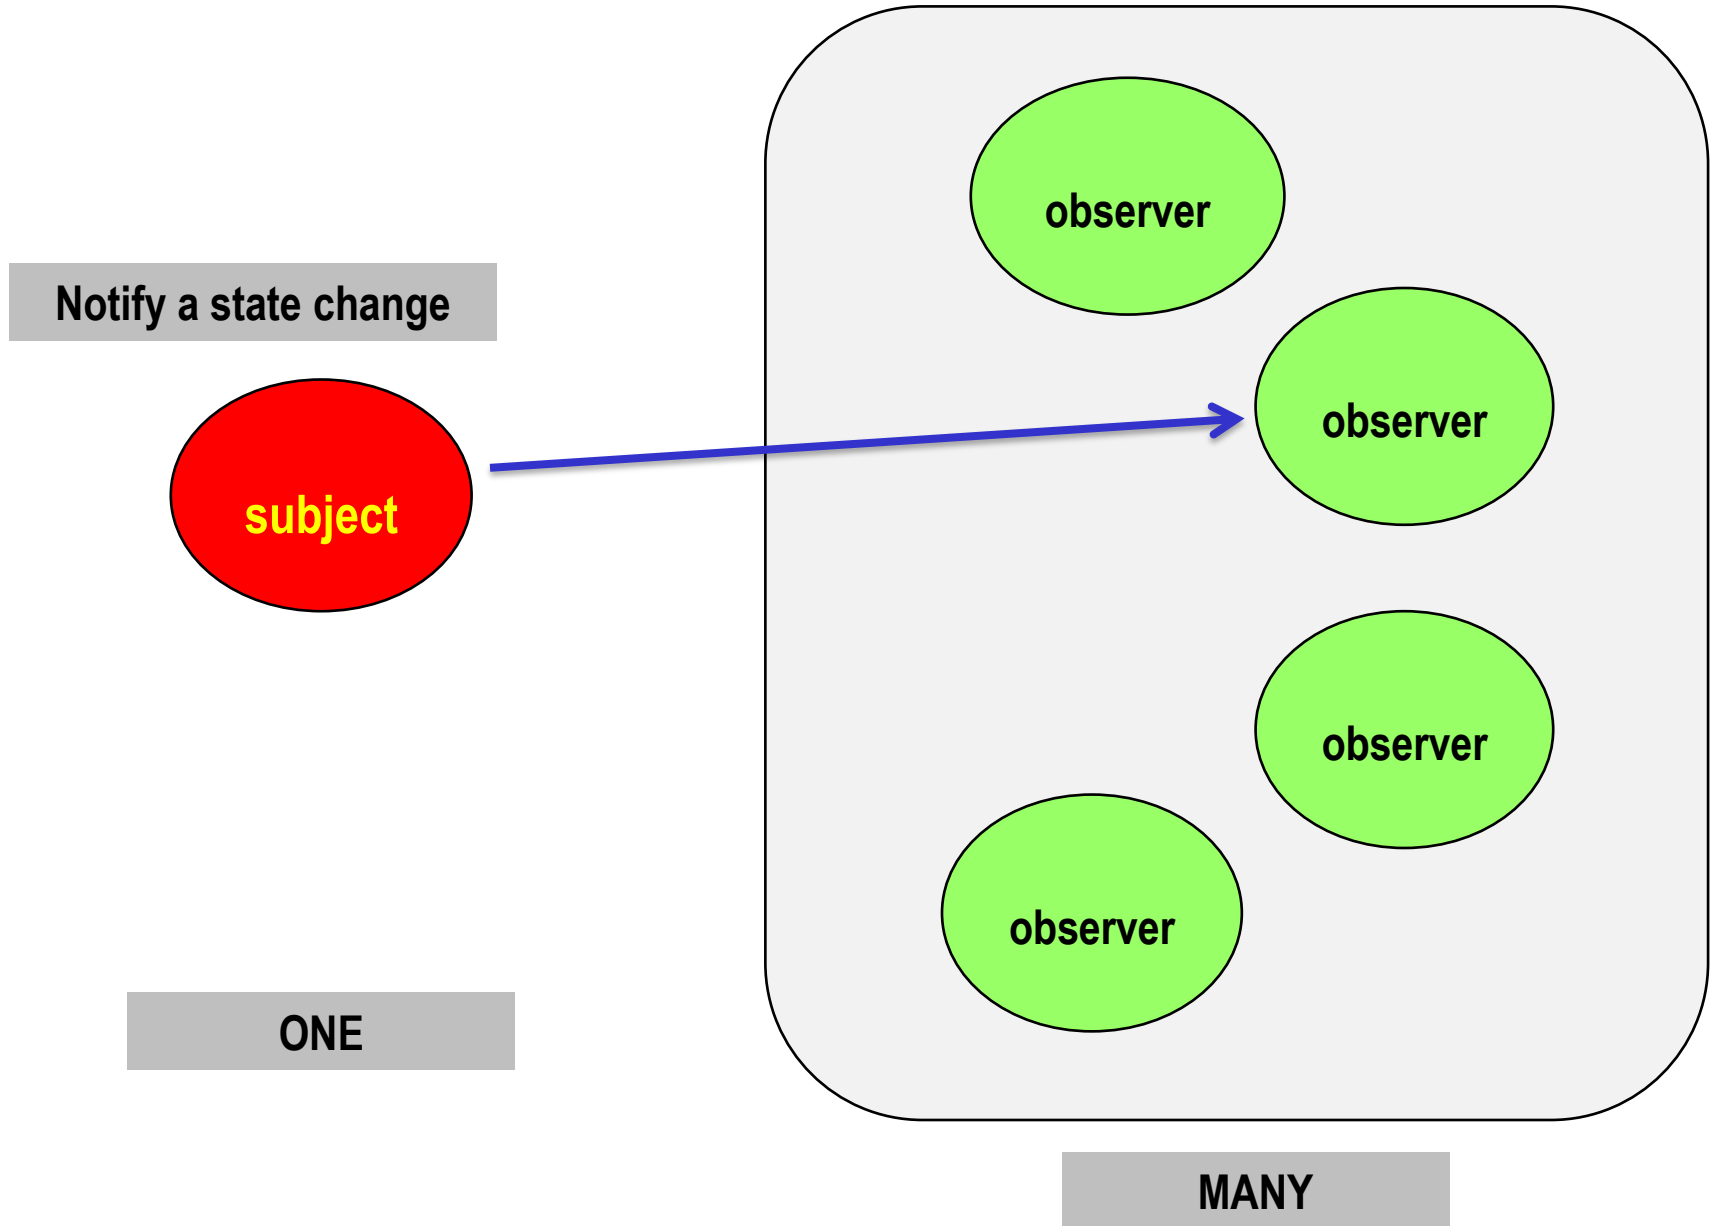 observer
Notify a state change
observer
subject
observer
observer
ONE
MANY